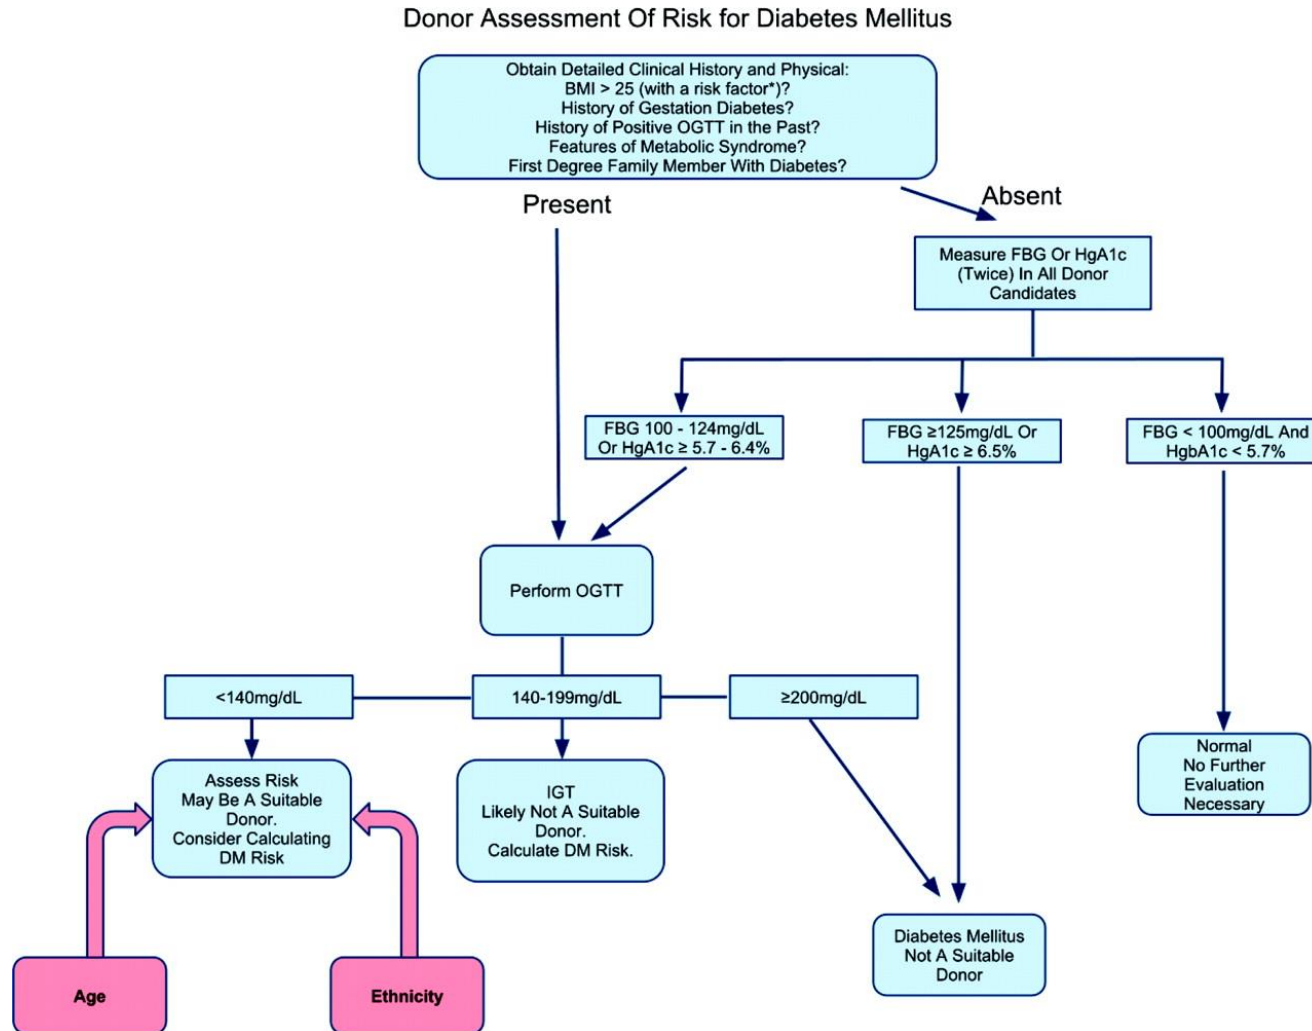 Donor Assessment Of Risk for Diabetes Mellitus
Obtain Detailed Clinical History and Physical:
BMI > 25 (with a risk factor*)?
History of Gestation Diabetes?
History of Positive OGTT in the Past?
Features of Metabolic Syndrome?
First Degree Family Member With Diabetes?
Present
Absent
Measure FBG Or HgA1c
(Twice) In All Donor
Candidates
FBG 100 - 124mg/dL
Or HgA1c ≥ 5.7 - 6.4%
FBG ≥125mg/dL Or
HgA1c ≥ 6.5%
FBG < 100mg/dL And
HgbA1c < 5.7%
Perform OGTT
<140mg/dL
140-199mg/dL
≥200mg/dL
Assess Risk
May Be A Suitable
Donor.
Consider Calculating
DM Risk
IGT
Likely Not A Suitable
Donor.
Calculate DM Risk.
Normal
No Further
Evaluation
Necessary
Diabetes Mellitus
Not A Suitable
Donor
Age
Ethnicity